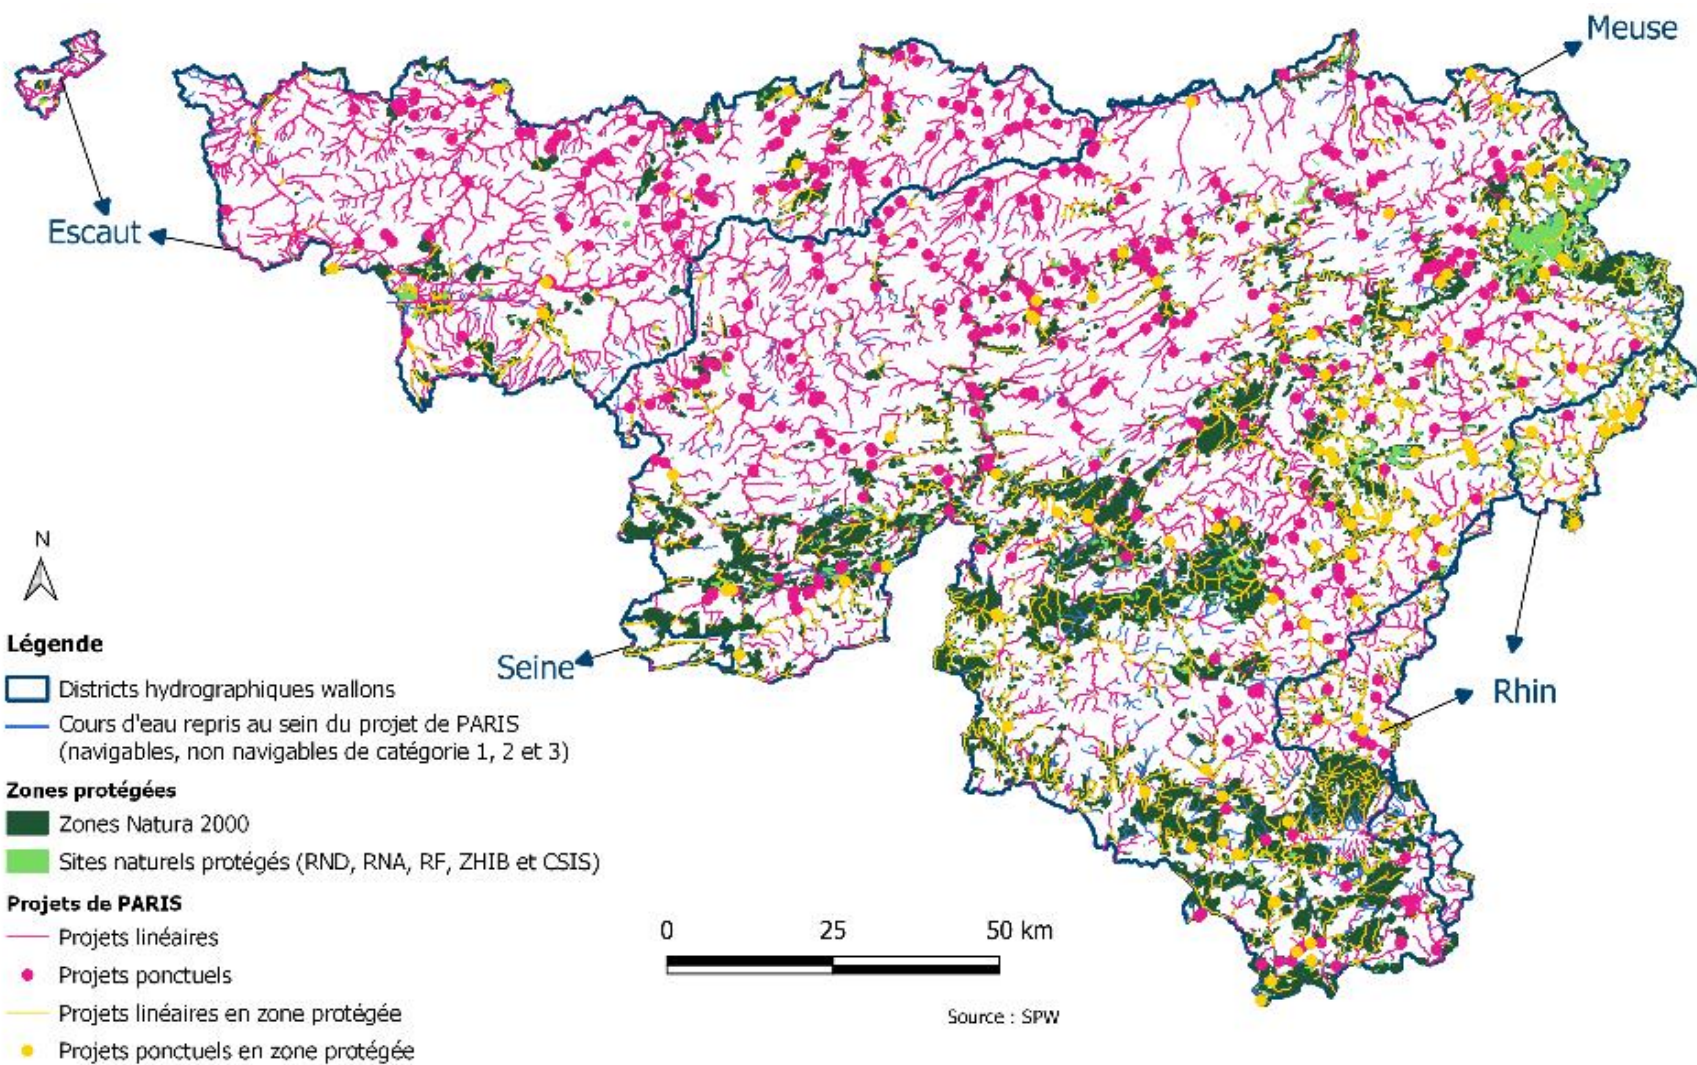 Meuse
Escaut
Seine
Rhin
N
Légende
Districts hydrographiques wallons
Cours d'eau repris au sein du projet de PARIS
(navigables, non navigables de catégorie 1, 2 et 3)
Zones protégées
Zones Natura 2000
Sites naturels protégés (RND, RNA, RF, ZHIB et CSIS)
Projets de PARIS
Projets linéaires
Projets ponctuels
Projets linéaires en zone protégée
Projets ponctuels en zone protégée
0 25 50 km
Source : SPW